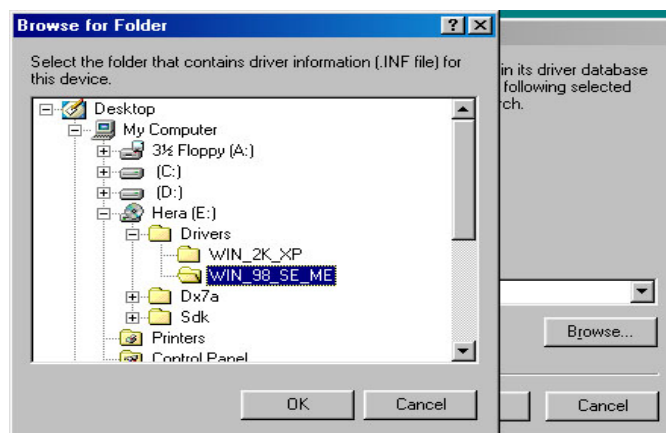 Browse for Folder
Select the folder that contains driver information (.INF file) for
this device.
Desktop
My Computer
3½ Floppy (A:)
(C:)
(D:)
Hera (E:)
Drivers
WIN_2K_XP
WIN_98_SE_ME
Dx7a
Sdk
Printers
Control Panel
OK
Cancel
in its driver database
following selected
rch.
Browse...
Cancel